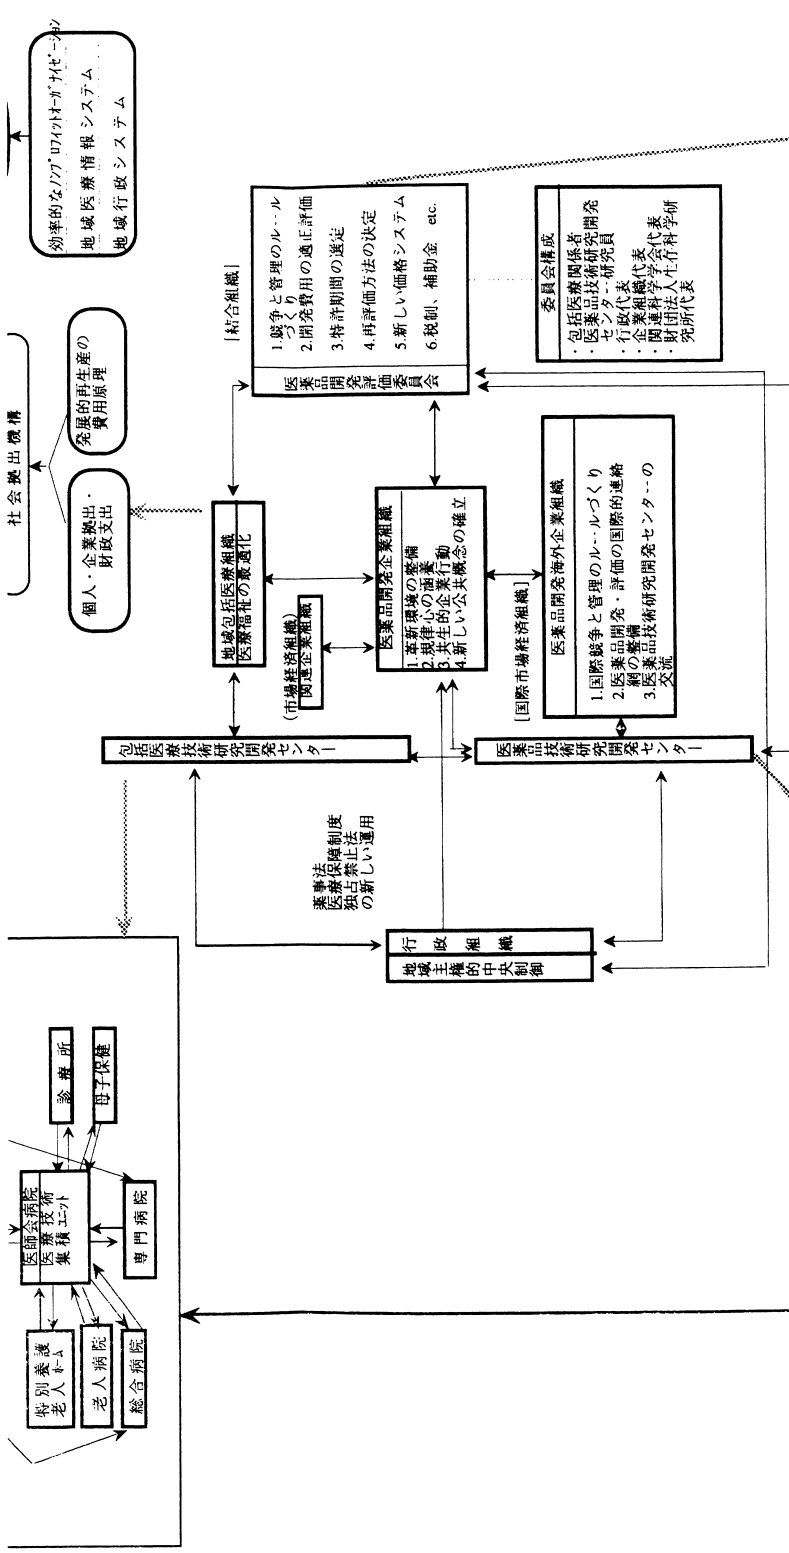 特別養護
老人ホーム
老人病院
総合病院
医師会病院
医療技術
集積ユニット
専門病院
診療所
母子保健
社会拠出機構
個人・企業拠出・
財政支出
発展的再生産の
費用原理
効率的なノンプロフィットオーガナイゼーション
地域医療情報システム
地域行政システム
包括医療技術研究開発センター
地域包括医療組織
医療福祉の最適化
(市場経済組織)
関連企業組織
[結合組織]
医薬品開発評価委員会
1.競争と管理のルール
づくり
2.開発費用の適正評価
3.特許期間の選定
4.再評価方法の決定
5.新しい価格システム
6.税制、補助金 etc.
薬事法
医療保障制度
独占禁止法
の新しい運用
行政組織
地域主権的中央制御
医薬品開発企業組織
1.革新環境の整備
2.規律心の涵養
3.共生的企業行動
4.新しい公共概念の確立
医薬品技術研究開発センター
[国際市場経済組織]
医薬品開発海外企業組織
1.国際競争と管理のルールづくり
2.医薬品開発・評価の国際的連絡
網の整備
3.医薬品技術研究開発センターの
交流
委員会構成
・包括医療関係者
・医薬品技術研究開発
センター研究員
・行政代表
・企業組織代表
・関連科学学会代表
・財団法人生存科学研
究所代表